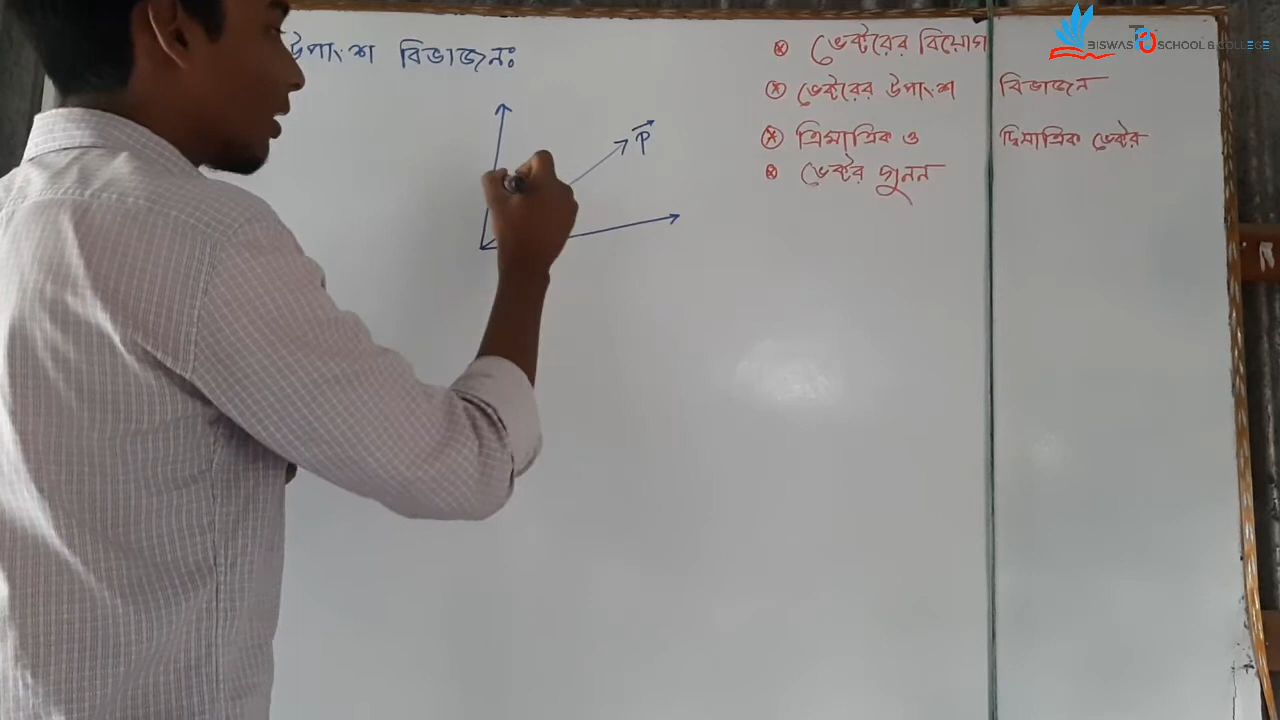 উপাংশ বিভাজনঃ
P
⊗ ভেক্টরের বিয়োগ
⊗ ভেক্টরের উপাংশ বিভাজন
⊗ ত্রিমাত্রিক ও দ্বিমাত্রিক ভেক্টর
⊗ ভেক্টর গুনন
BISWAS SCHOOL & COLLEGE